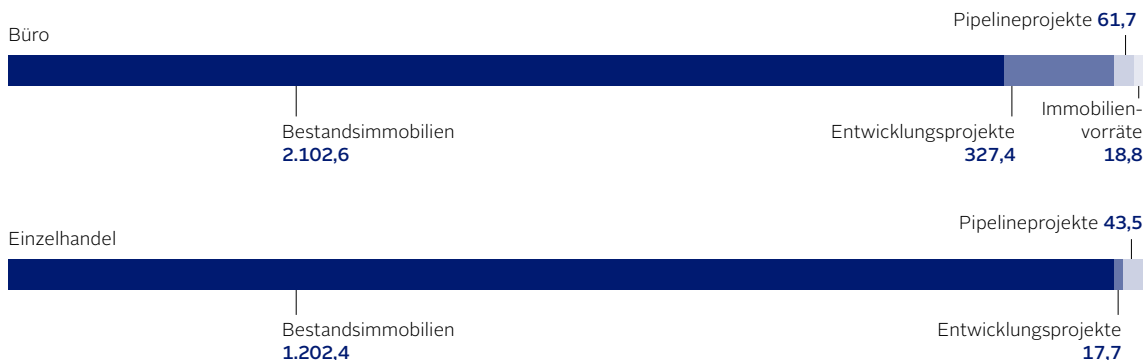 Pipelineprojekte 61,7
Büro
Bestandsimmobilien
2.102,6
Entwicklungsprojekte
327,4
Immobilien-
vorräte
18,8
Pipelineprojekte 43,5
Einzelhandel
Bestandsimmobilien
1.202,4
Entwicklungsprojekte
17,7